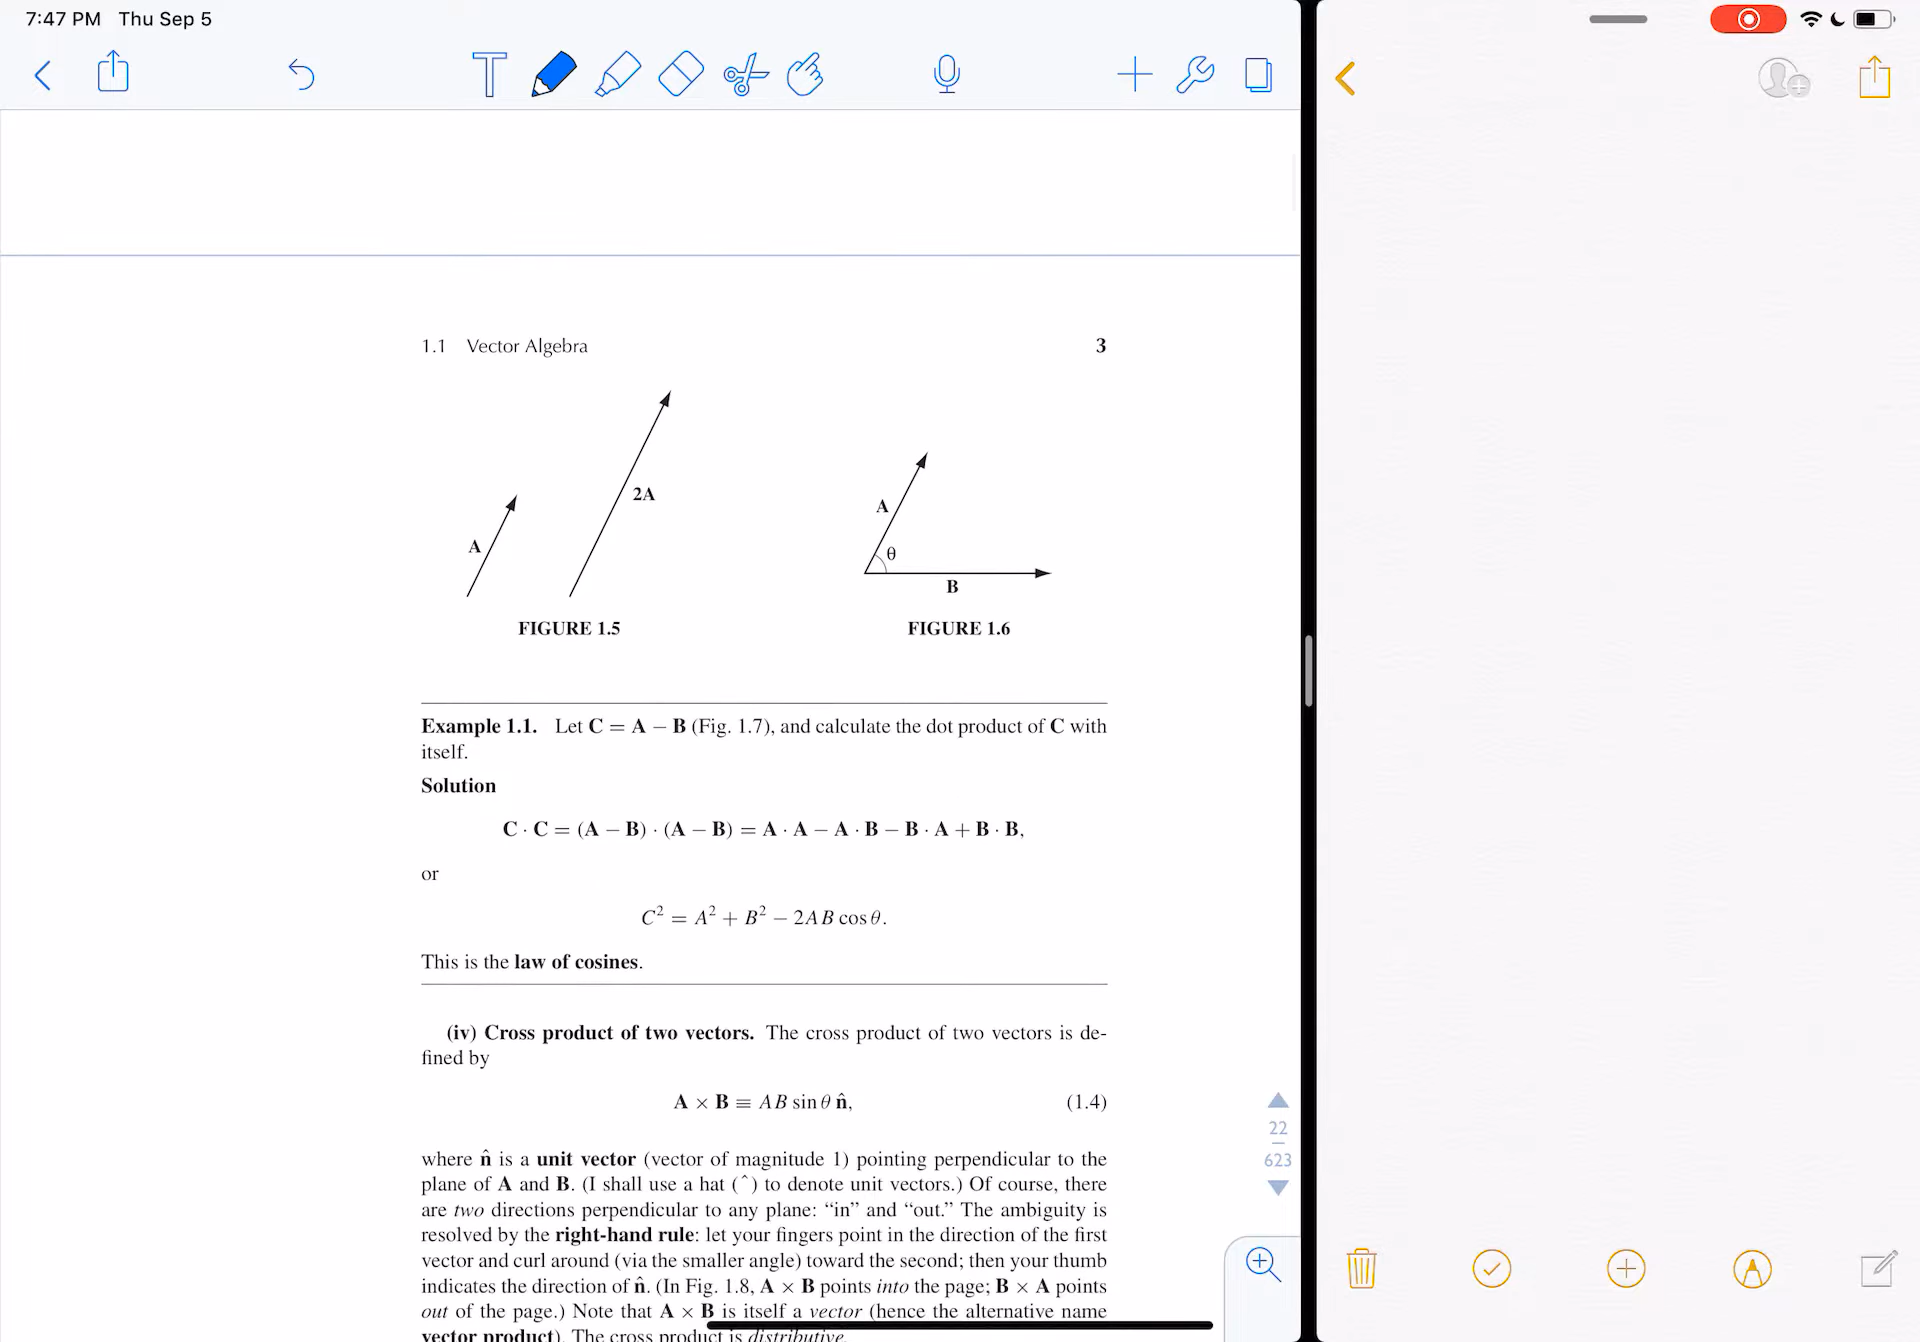 7:47 PM Thu Sep 5
1.1 Vector Algebra 3
A
2A
A
θ
B
FIGURE 1.5
FIGURE 1.6
Example 1.1. Let C = A − B (Fig. 1.7), and calculate the dot product of C with
itself.
Solution
C · C = (A − B) · (A − B) = A · A − A · B − B · A + B · B,
or
C² = A² + B² − 2AB cos θ.
This is the law of cosines.
(iv) Cross product of two vectors. The cross product of two vectors is de-
fined by
A × B ≡ AB sin θ n̂, (1.4)
where n̂ is a unit vector (vector of magnitude 1) pointing perpendicular to the
plane of A and B. (I shall use a hat (ˆ) to denote unit vectors.) Of course, there
are two directions perpendicular to any plane: “in” and “out.” The ambiguity is
resolved by the right-hand rule: let your fingers point in the direction of the first
vector and curl around (via the smaller angle) toward the second; then your thumb
indicates the direction of n̂. (In Fig. 1.8, A × B points into the page; B × A points
out of the page.) Note that A × B is itself a vector (hence the alternative name
vector product). The cross product is distributive,
22
623